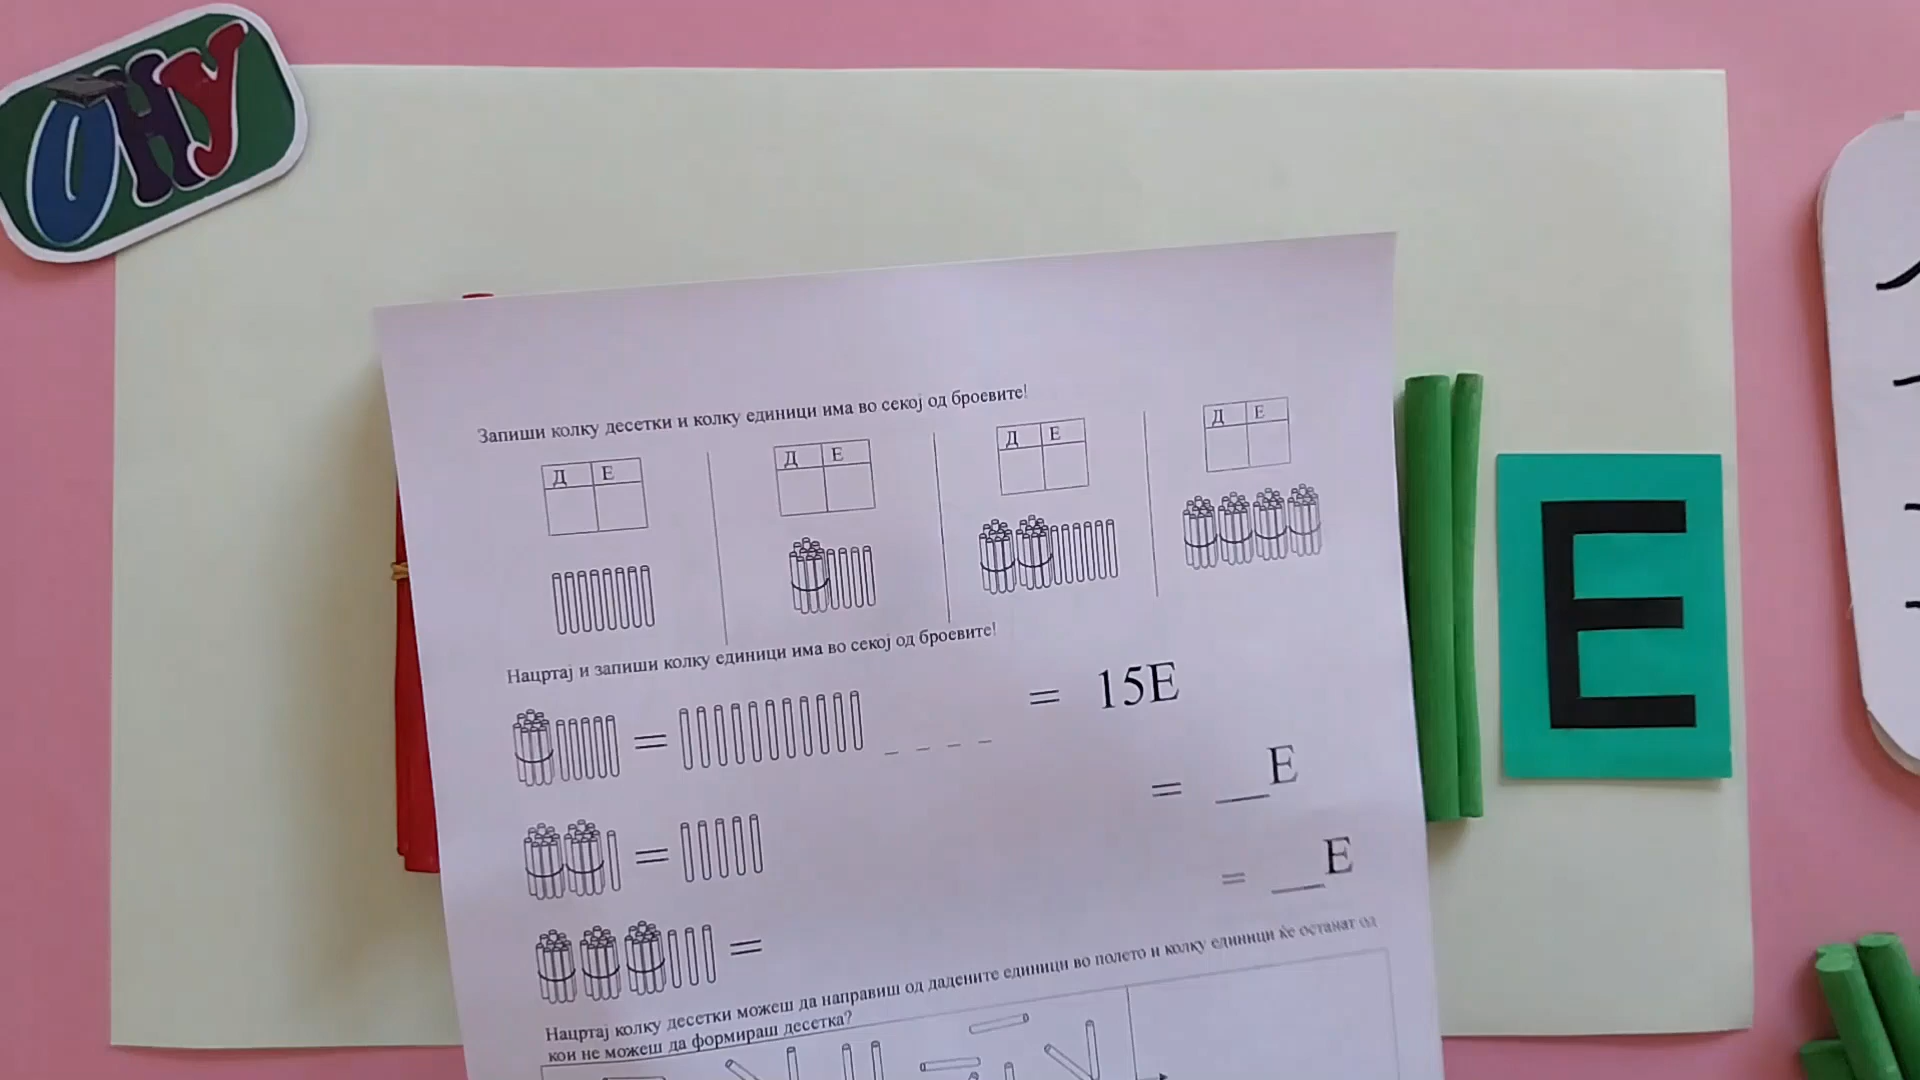 УНУ
Запиши колку десетки и колку единици има во секој од броевите!
Д Е
Д Е
Д Е
Д Е
Нацртај и запиши колку единици има во секој од броевите!
= _ _ _ _ = 15Е
= = __Е
= = __Е
Нацртај колку десетки можеш да направиш од дадените единици во полето и колку единици ќе останат од
кои не можеш да формираш десетка?
Е